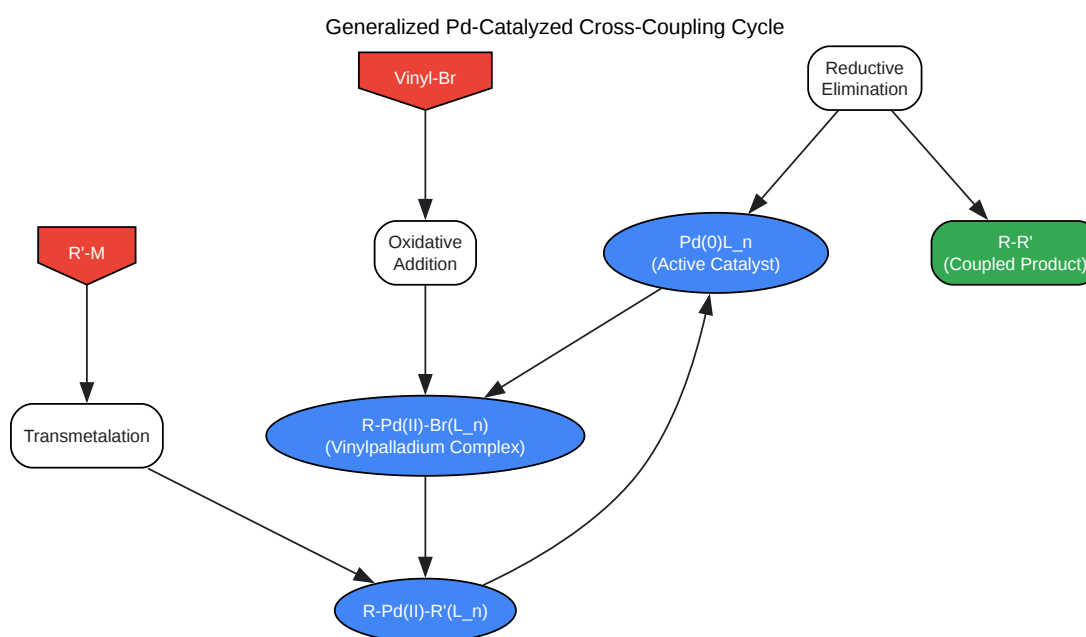 Generalized Pd-Catalyzed Cross-Coupling Cycle
Vinyl-Br
Reductive
Elimination
R'-M
Oxidative
Addition
Pd(0)L_n
(Active Catalyst)
R-R'
(Coupled Product)
Transmetalation
R-Pd(II)-Br(L_n)
(Vinylpalladium Complex)
R-Pd(II)-R'(L_n)